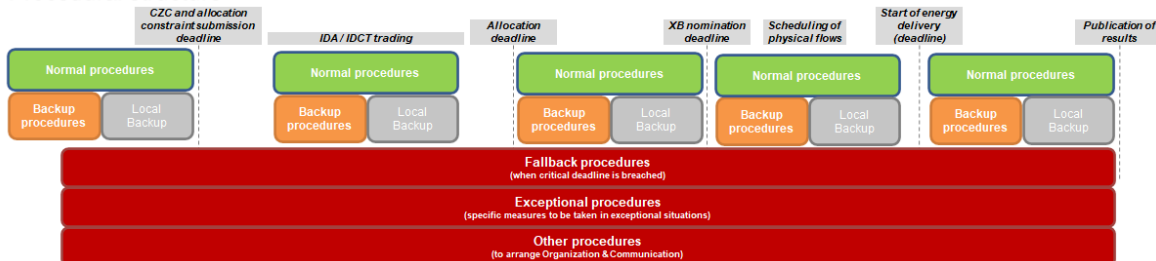 CZC and allocation
constraint submission
deadline
IDA / IDCT trading
Allocation
deadline
XB nomination
deadline
Scheduling of
physical flows
Start of energy
delivery
(deadline)
Publication of
results
Normal procedures
Normal procedures
Normal procedures
Normal procedures
Normal procedures
Backup
procedures
Local
Backup
Backup
procedures
Local
Backup
Backup
procedures
Local
Backup
Backup
procedures
Local
Backup
Backup
procedures
Local
Backup
Fallback procedures
(when critical deadline is breached)
Exceptional procedures
(specific measures to be taken in exceptional situations)
Other procedures
(to arrange Organization & Communication)